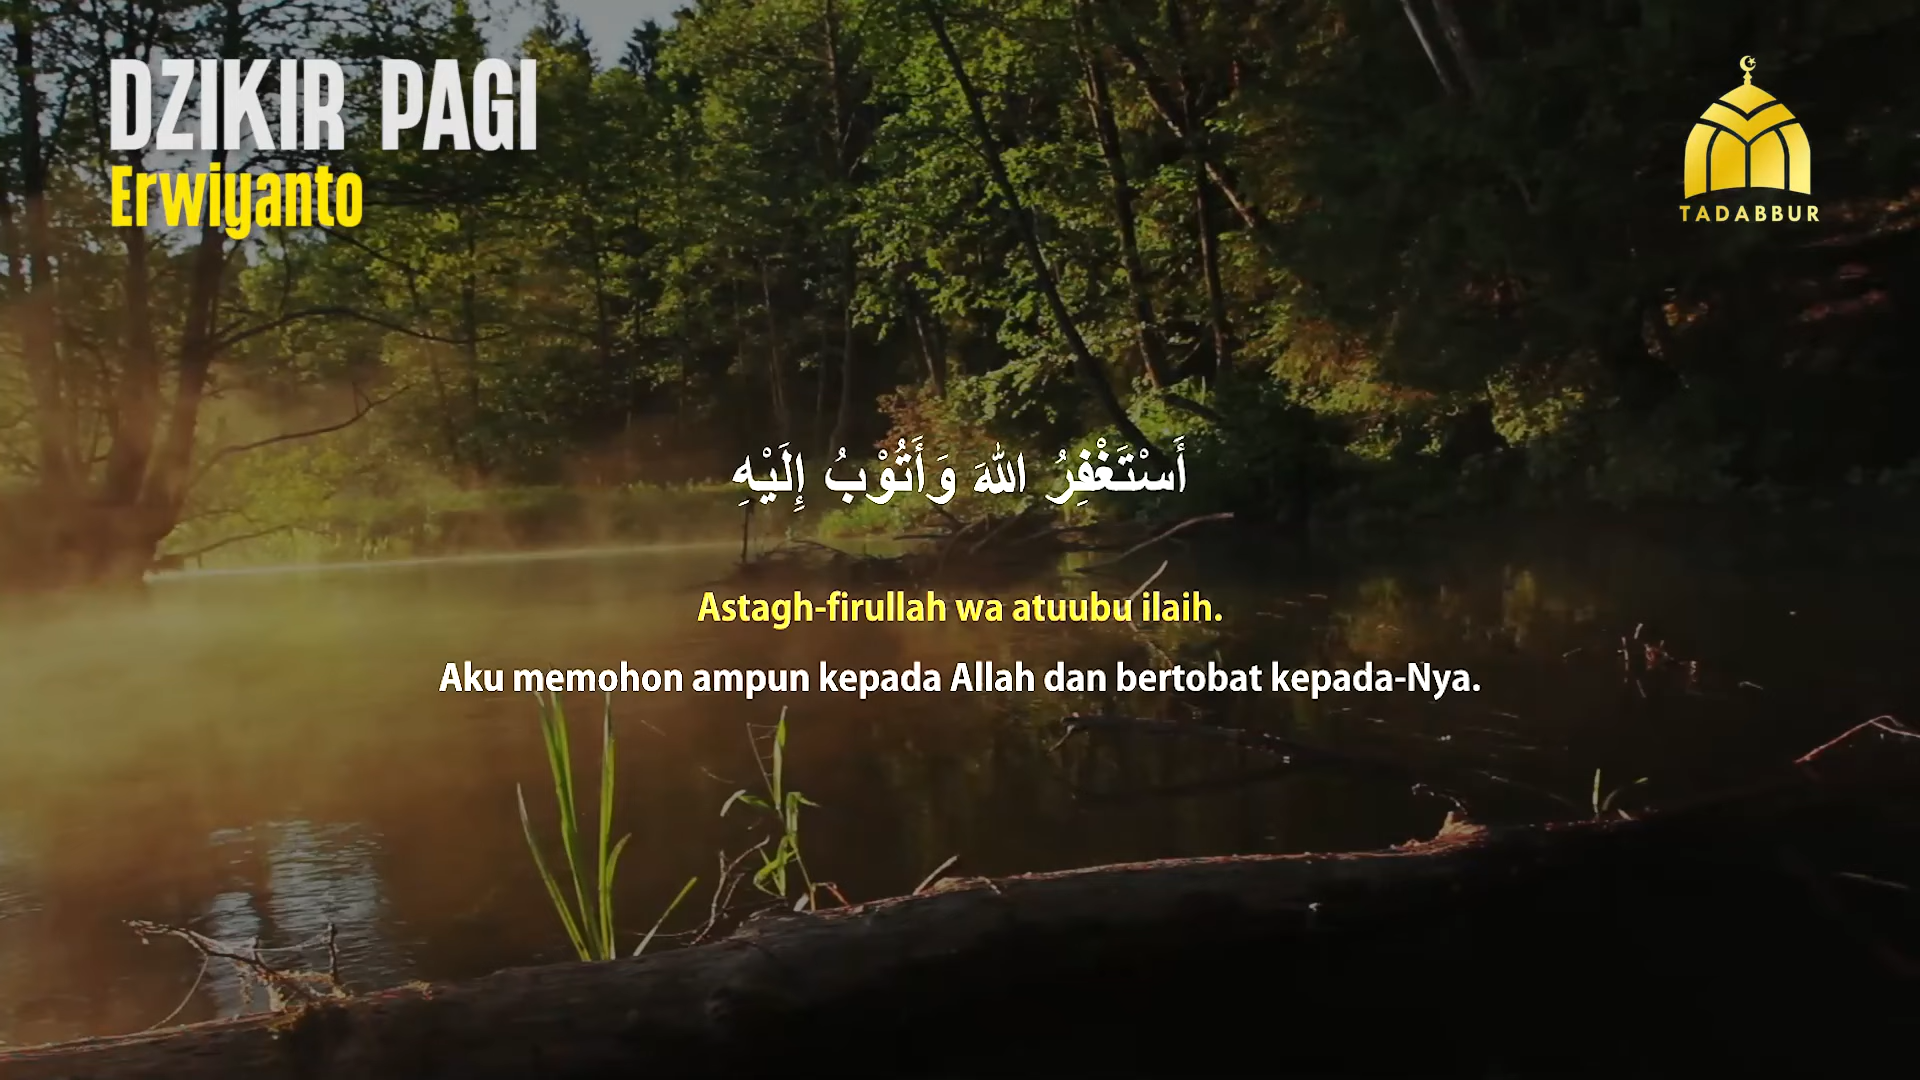 DZIKIR PAGI
Erwiyanto
TADABBUR
أَسْتَغْفِرُ اللهَ وَأَتُوْبُ إِلَيْهِ
Astagh-firullah wa atuubu ilaih.
Aku memohon ampun kepada Allah dan bertobat kepada-Nya.